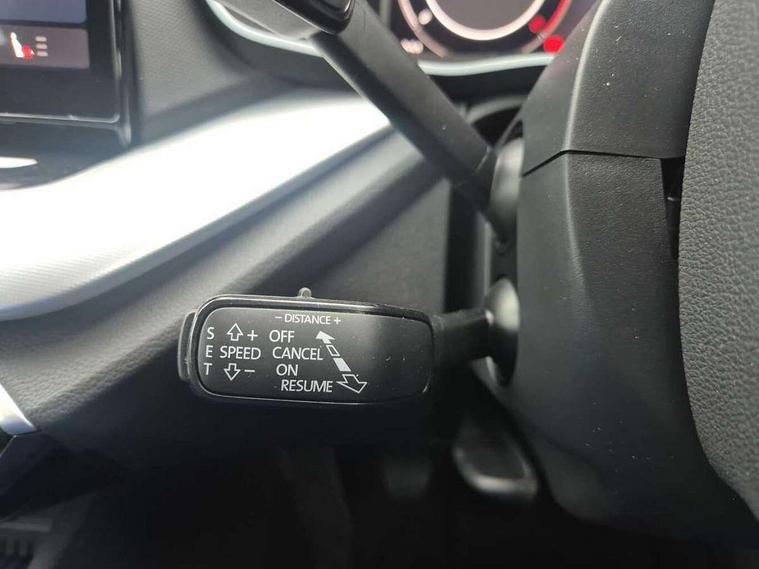 - DISTANCE +
S + OFF
E SPEED CANCEL
T - ON
RESUME